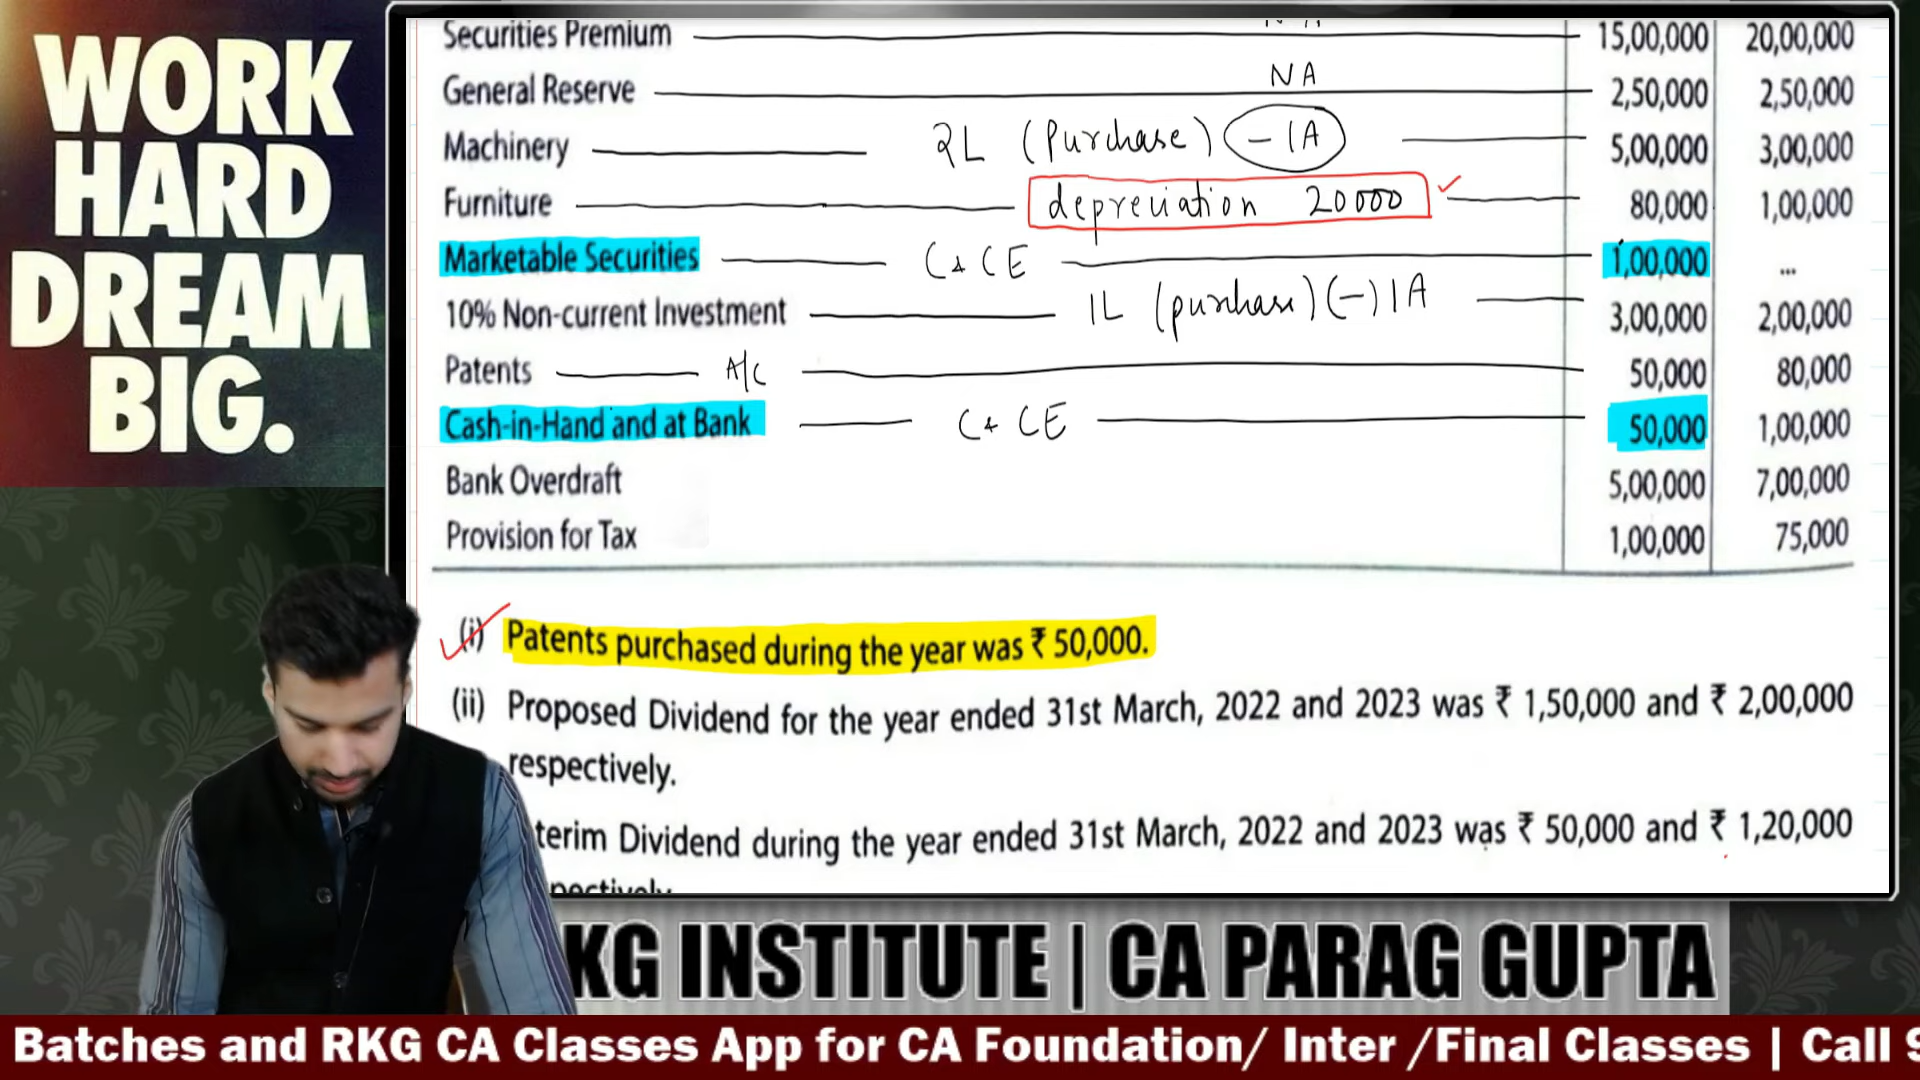 WORK
HARD
DREAM
BIG.
Securities Premium 15,00,000 20,00,000
General Reserve NA 2,50,000 2,50,000
Machinery 2L (Purchase) -IA 5,00,000 3,00,000
Furniture depreciation 20000 80,000 1,00,000
Marketable Securities C+CE 1,00,000 ...
10% Non-current Investment 1L (purchase) (-) IA 3,00,000 2,00,000
Patents A/C 50,000 80,000
Cash-in-Hand and at Bank C+ CE 50,000 1,00,000
Bank Overdraft 5,00,000 7,00,000
Provision for Tax 1,00,000 75,000
(i) Patents purchased during the year was ₹ 50,000.
(ii) Proposed Dividend for the year ended 31st March, 2022 and 2023 was ₹ 1,50,000 and ₹ 2,00,000
respectively.
terim Dividend during the year ended 31st March, 2022 and 2023 was ₹ 50,000 and ₹ 1,20,000
KG INSTITUTE | CA PARAG GUPTA
Batches and RKG CA Classes App for CA Foundation/ Inter /Final Classes | Call 9